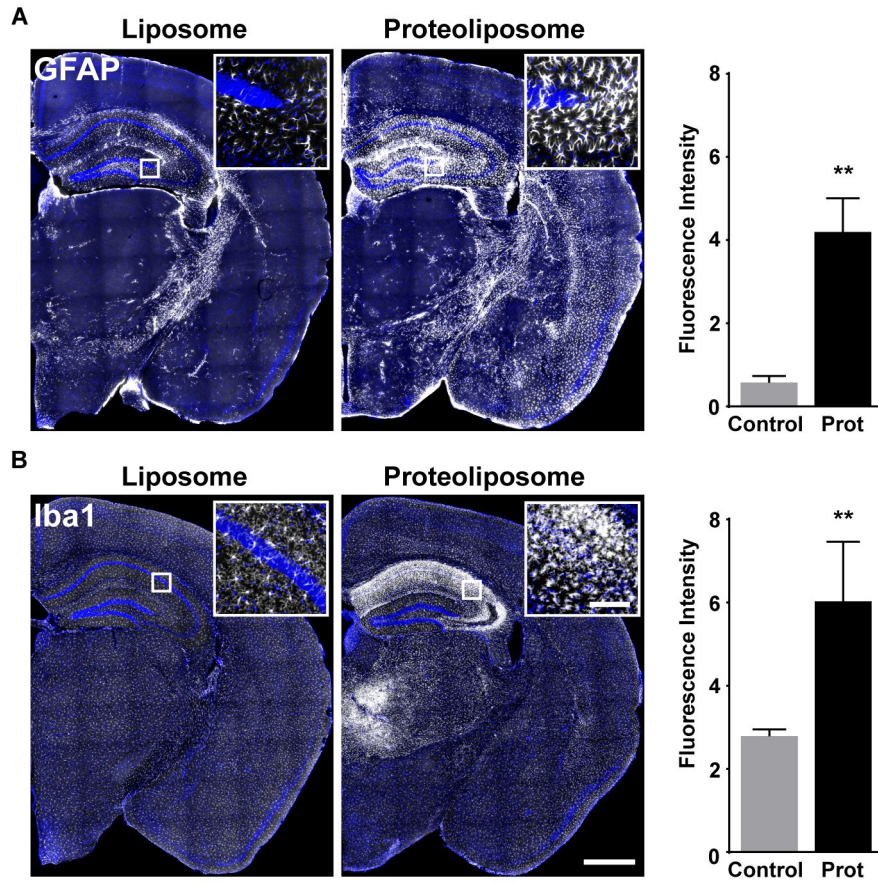 A
Liposome
Proteoliposome
GFAP
Fluorescence Intensity
8
6
4
2
0
**
Control
Prot
B
Liposome
Proteoliposome
Iba1
Fluorescence Intensity
8
6
4
2
0
**
Control
Prot